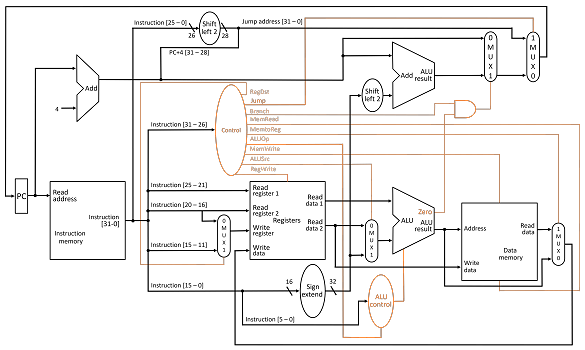 Instruction [25 – 0]
26
Shift
left 2
28
Jump address [31 – 0]
PC+4 [31 – 28]
Add
4
Add
ALU
result
0
M
U
X
1
1
M
U
X
0
Shift
left 2
RegDst
Jump
Branch
MemRead
MemtoReg
ALUOp
MemWrite
ALUSrc
RegWrite
Control
Instruction [31 – 26]
PC
Read
address
Instruction
[31-0]
Instruction
memory
Instruction [25 – 21]
Instruction [20 – 16]
Instruction [15 – 11]
0
M
U
X
1
Read
register 1
Read
register 2
Write
register
Write
data
Registers
Read
data 1
Read
data 2
0
M
U
X
1
Zero
ALU
ALU
result
Address
Write
data
Read
data
Data
memory
1
M
U
X
0
Instruction [15 – 0]
16
Sign
extend
32
ALU
control
Instruction [5 – 0]